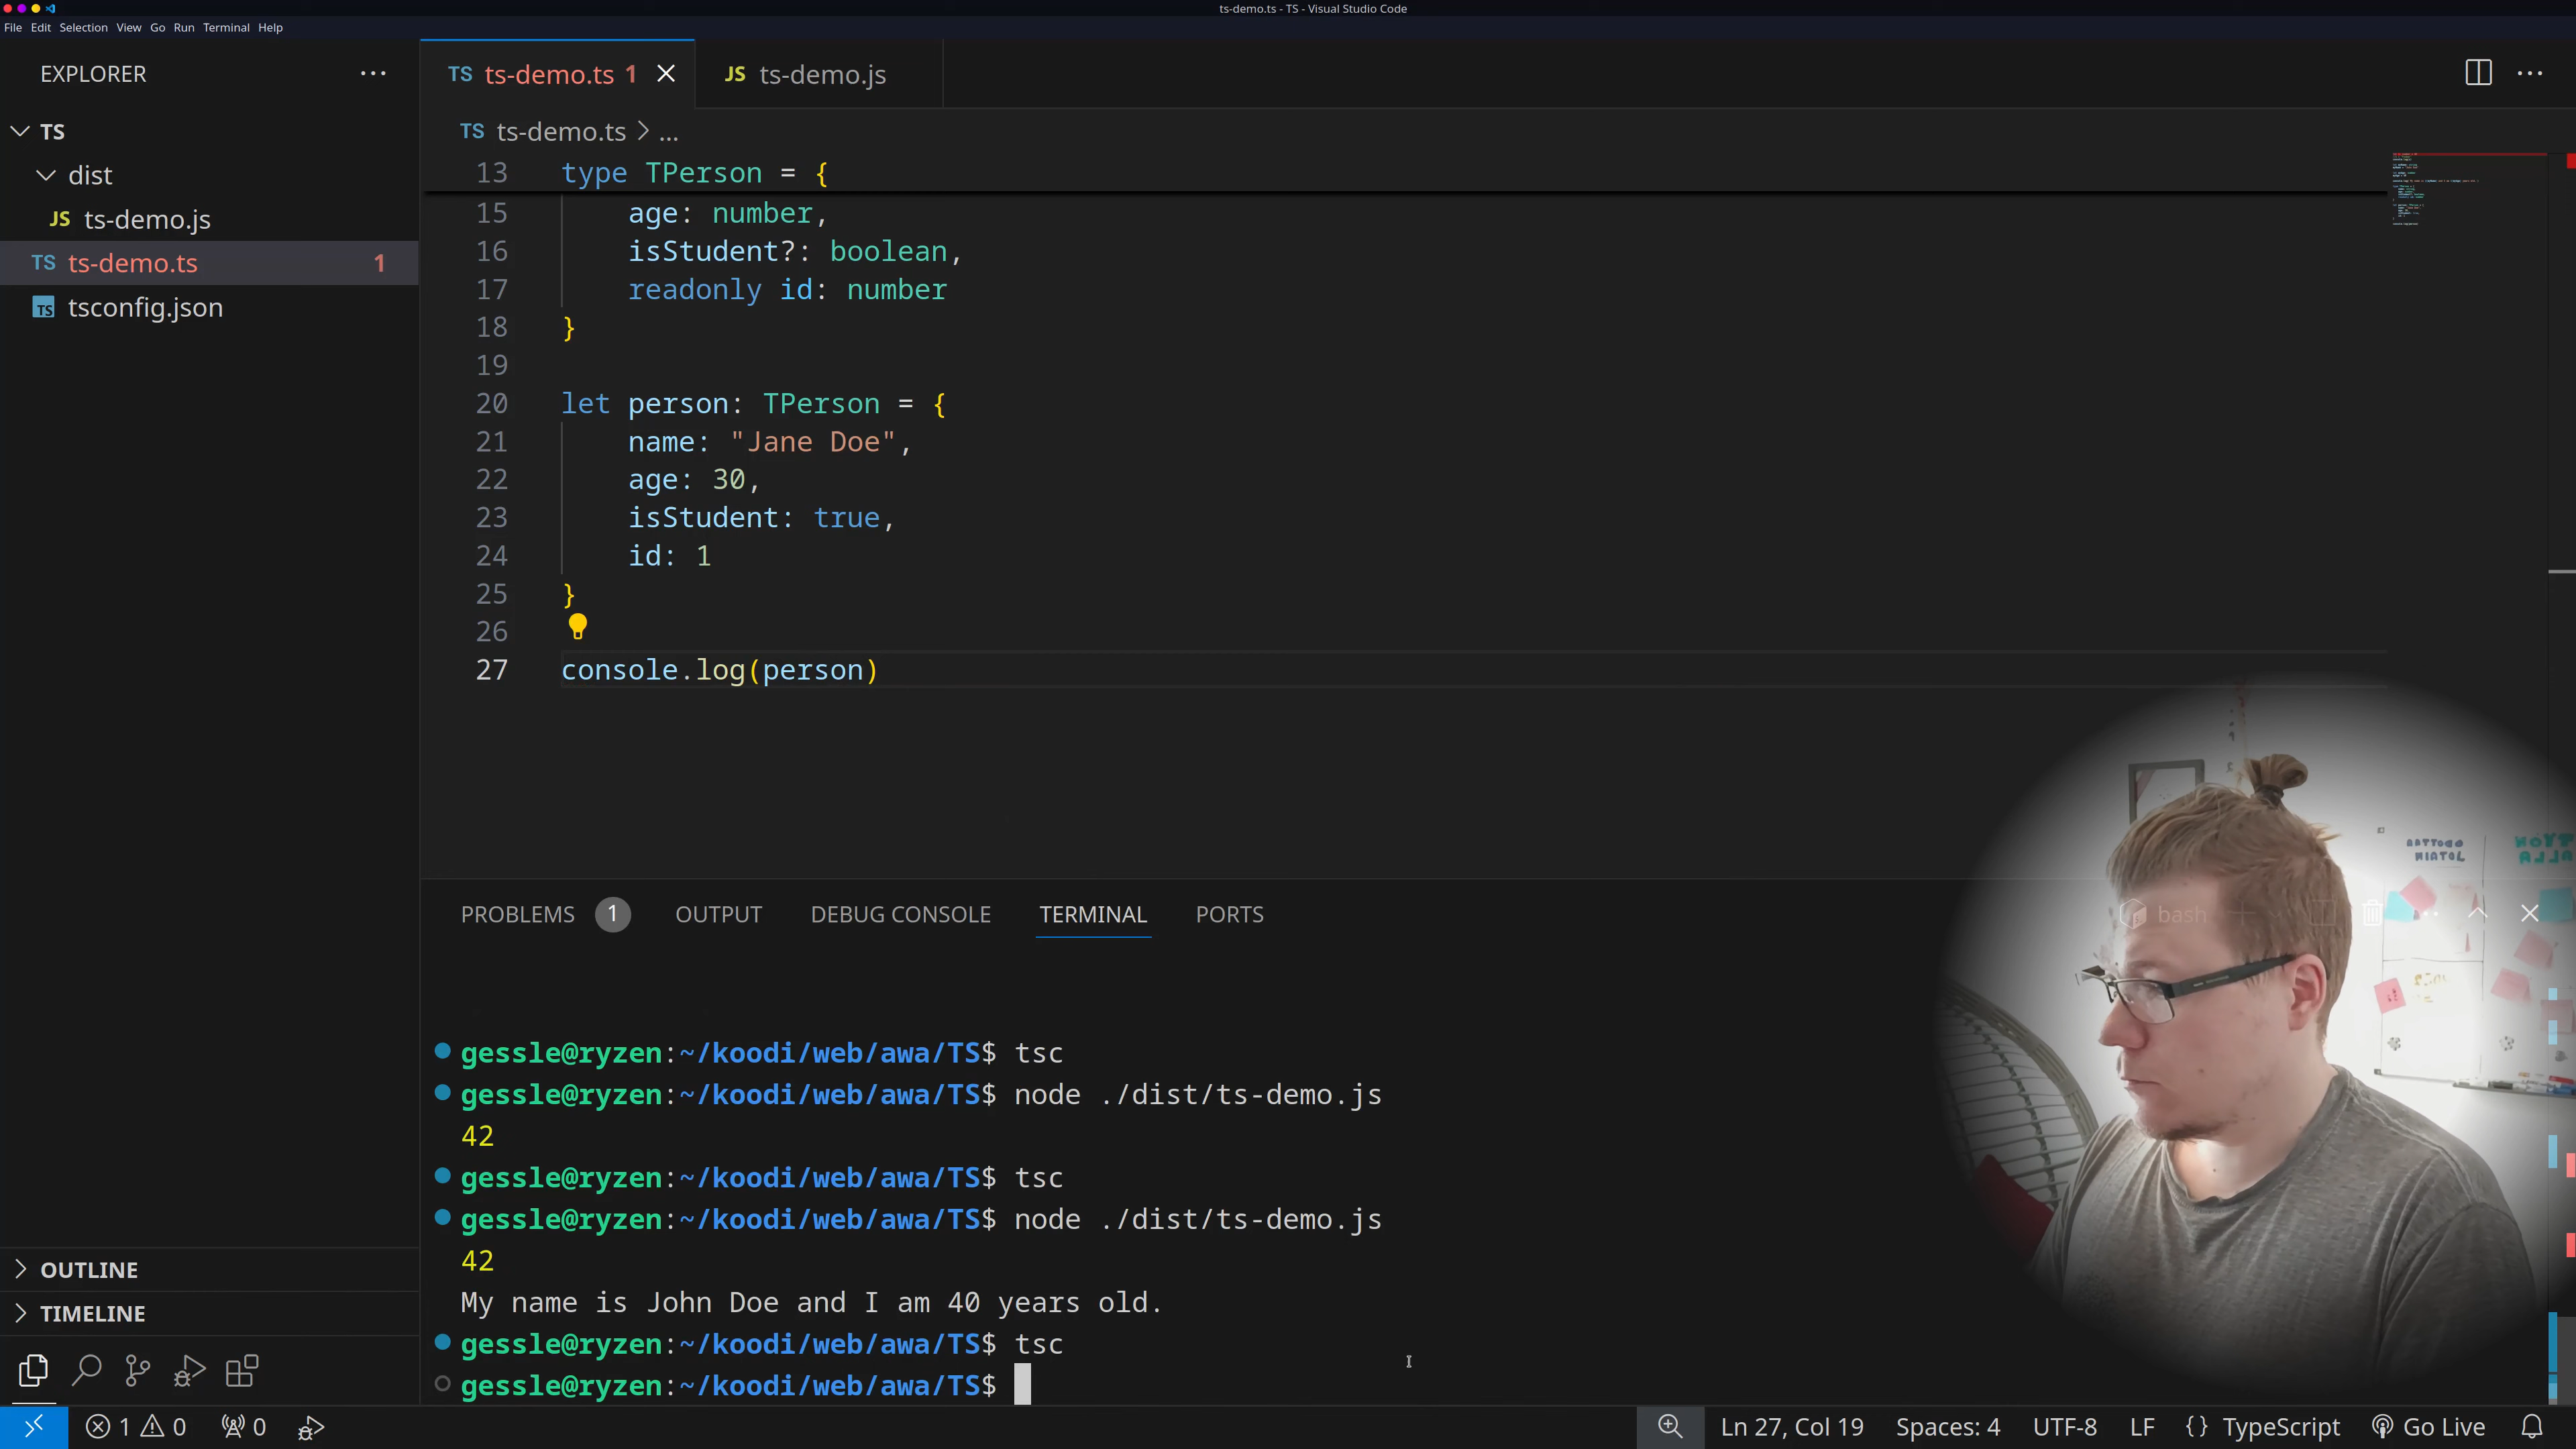 ts-demo.ts - TS - Visual Studio Code
File Edit Selection View Go Run Terminal Help
EXPLORER
TS
dist
JS ts-demo.js
TS ts-demo.ts 1
TS tsconfig.json
OUTLINE
TIMELINE
TS ts-demo.ts 1
JS ts-demo.js
TS ts-demo.ts > ...
13 type TPerson = {
15 age: number,
16 isStudent?: boolean,
17 readonly id: number
18 }
19
20 let person: TPerson = {
21 name: "Jane Doe",
22 age: 30,
23 isStudent: true,
24 id: 1
25 }
26
27 console.log(person)
PROBLEMS 1 OUTPUT DEBUG CONSOLE TERMINAL PORTS
bash
gessle@ryzen:~/koodi/web/awa/TS$ tsc
gessle@ryzen:~/koodi/web/awa/TS$ node ./dist/ts-demo.js
42
gessle@ryzen:~/koodi/web/awa/TS$ tsc
gessle@ryzen:~/koodi/web/awa/TS$ node ./dist/ts-demo.js
42
My name is John Doe and I am 40 years old.
gessle@ryzen:~/koodi/web/awa/TS$ tsc
gessle@ryzen:~/koodi/web/awa/TS$
1 0 0
Ln 27, Col 19 Spaces: 4 UTF-8 LF {} TypeScript Go Live